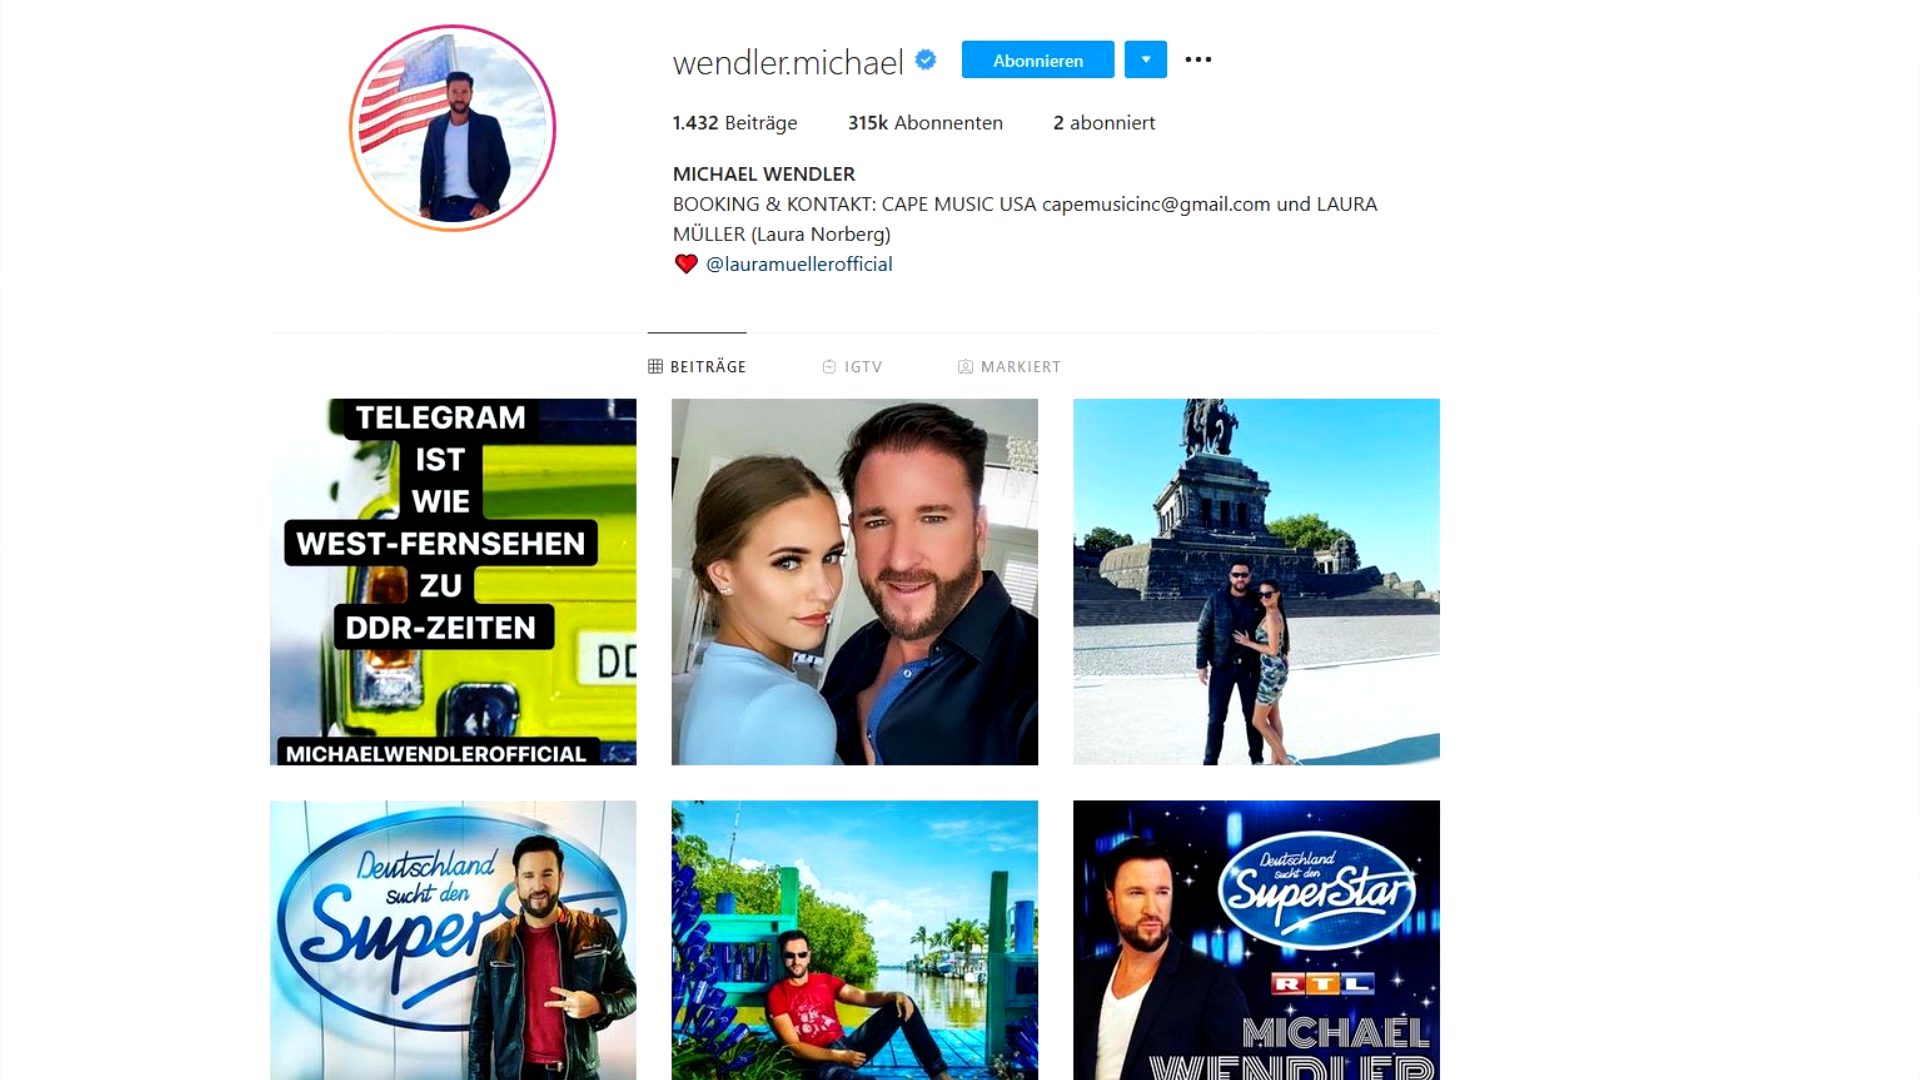 wendler.michael
Abonnieren
1.432 Beiträge
315k Abonnenten
2 abonniert
MICHAEL WENDLER
BOOKING & KONTAKT: CAPE MUSIC USA capemusicinc@gmail.com und LAURA
MÜLLER (Laura Norberg)
@lauramuellerofficial
BEITRÄGE
IGTV
MARKIERT
TELEGRAM
IST
WIE
WEST-FERNSEHEN
ZU
DDR-ZEITEN
MICHAELWENDLEROFFICIAL
Deutschland
sucht den
Super
Deutschland
sucht den
SuperStar
RTL
MICHAEL
WENDLER